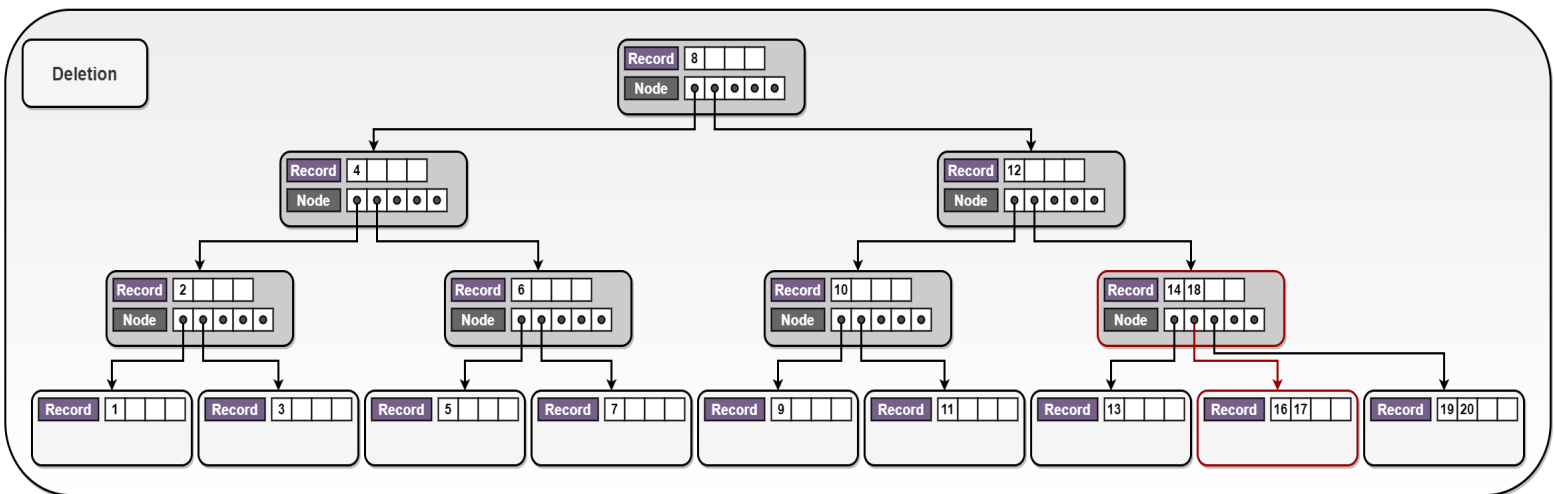 Deletion
Record 8
Node
Record 4
Node
Record 12
Node
Record 2
Node
Record 6
Node
Record 10
Node
Record 14 18
Node
Record 1
Record 3
Record 5
Record 7
Record 9
Record 11
Record 13
Record 16 17
Record 19 20